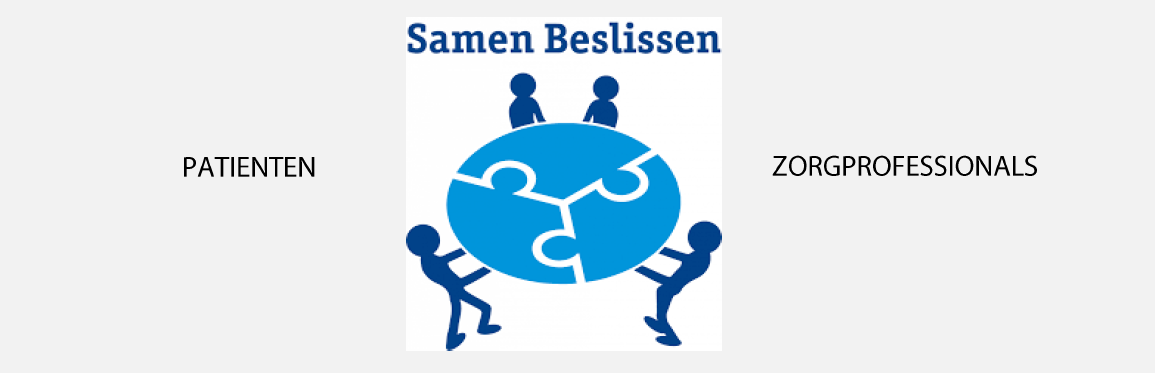 Samen Beslissen
PATIENTEN
ZORGPROFESSIONALS